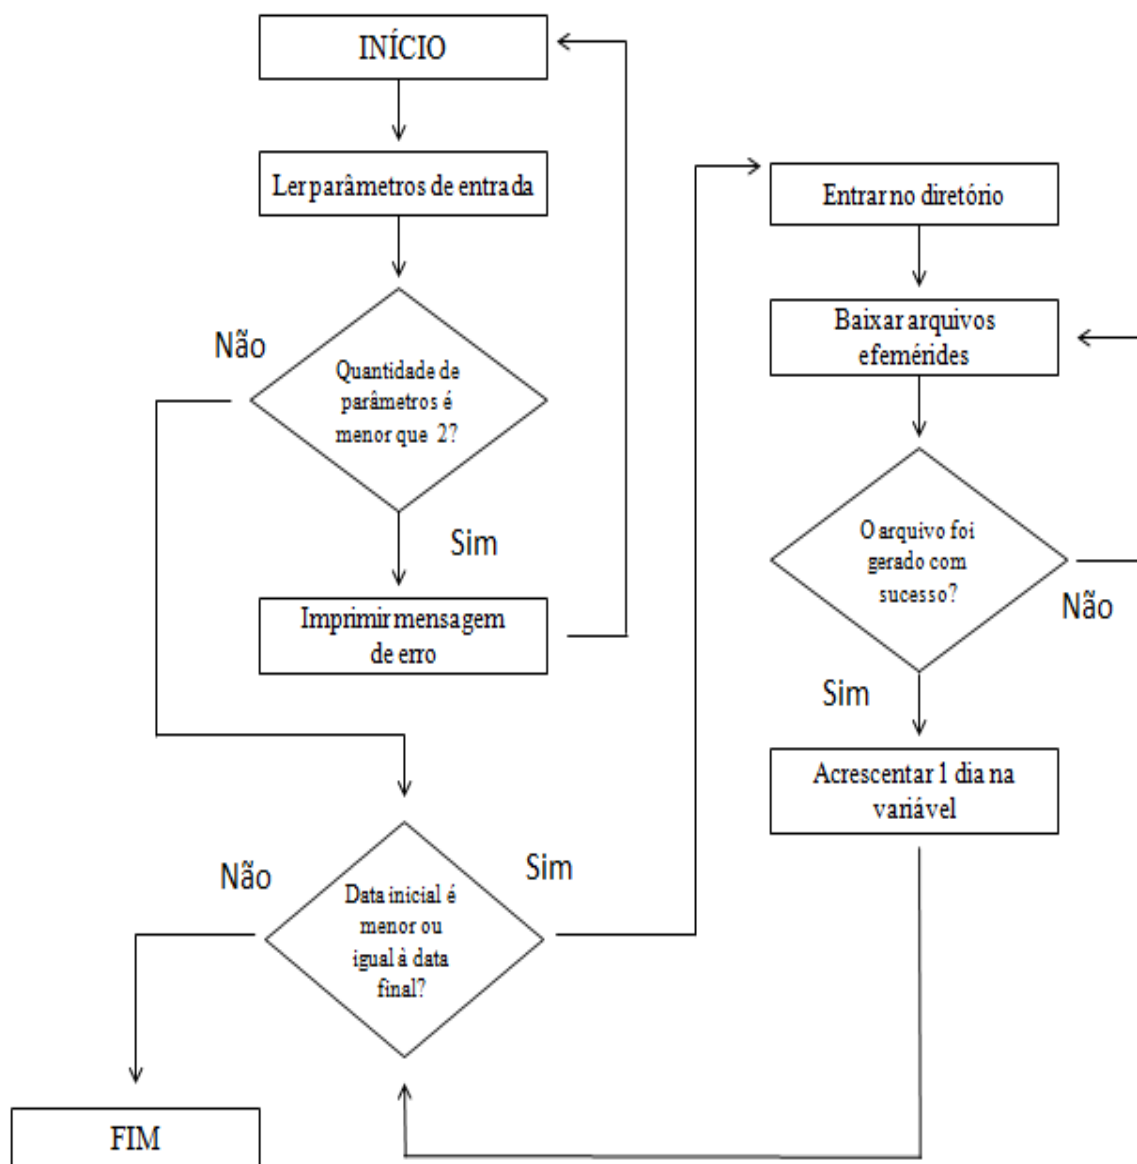 INÍCIO
Ler parâmetros de entrada
Não
Quantidade de
parâmetros é
menor que 2?
Sim
Imprimir mensagem
de erro
Não
Sim
Data inicial é
menor ou
igual à data
final?
FIM
Entrar no diretório
Baixar arquivos
efemérides
O arquivo foi
gerado com
sucesso?
Não
Sim
Acrescentar 1 dia na
variável